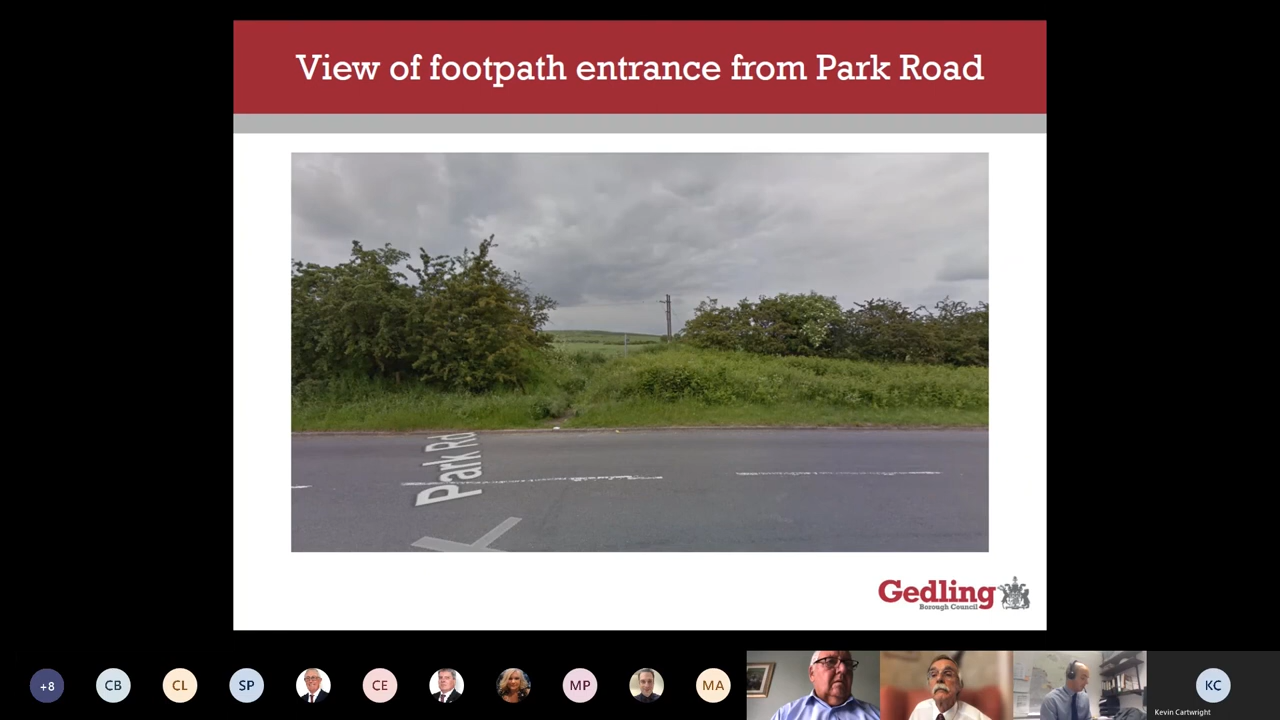 View of footpath entrance from Park Road
Park Rd
Gedling
Borough Council
+8
CB
CL
SP
CE
MP
MA
KC
Kevin Cartwright